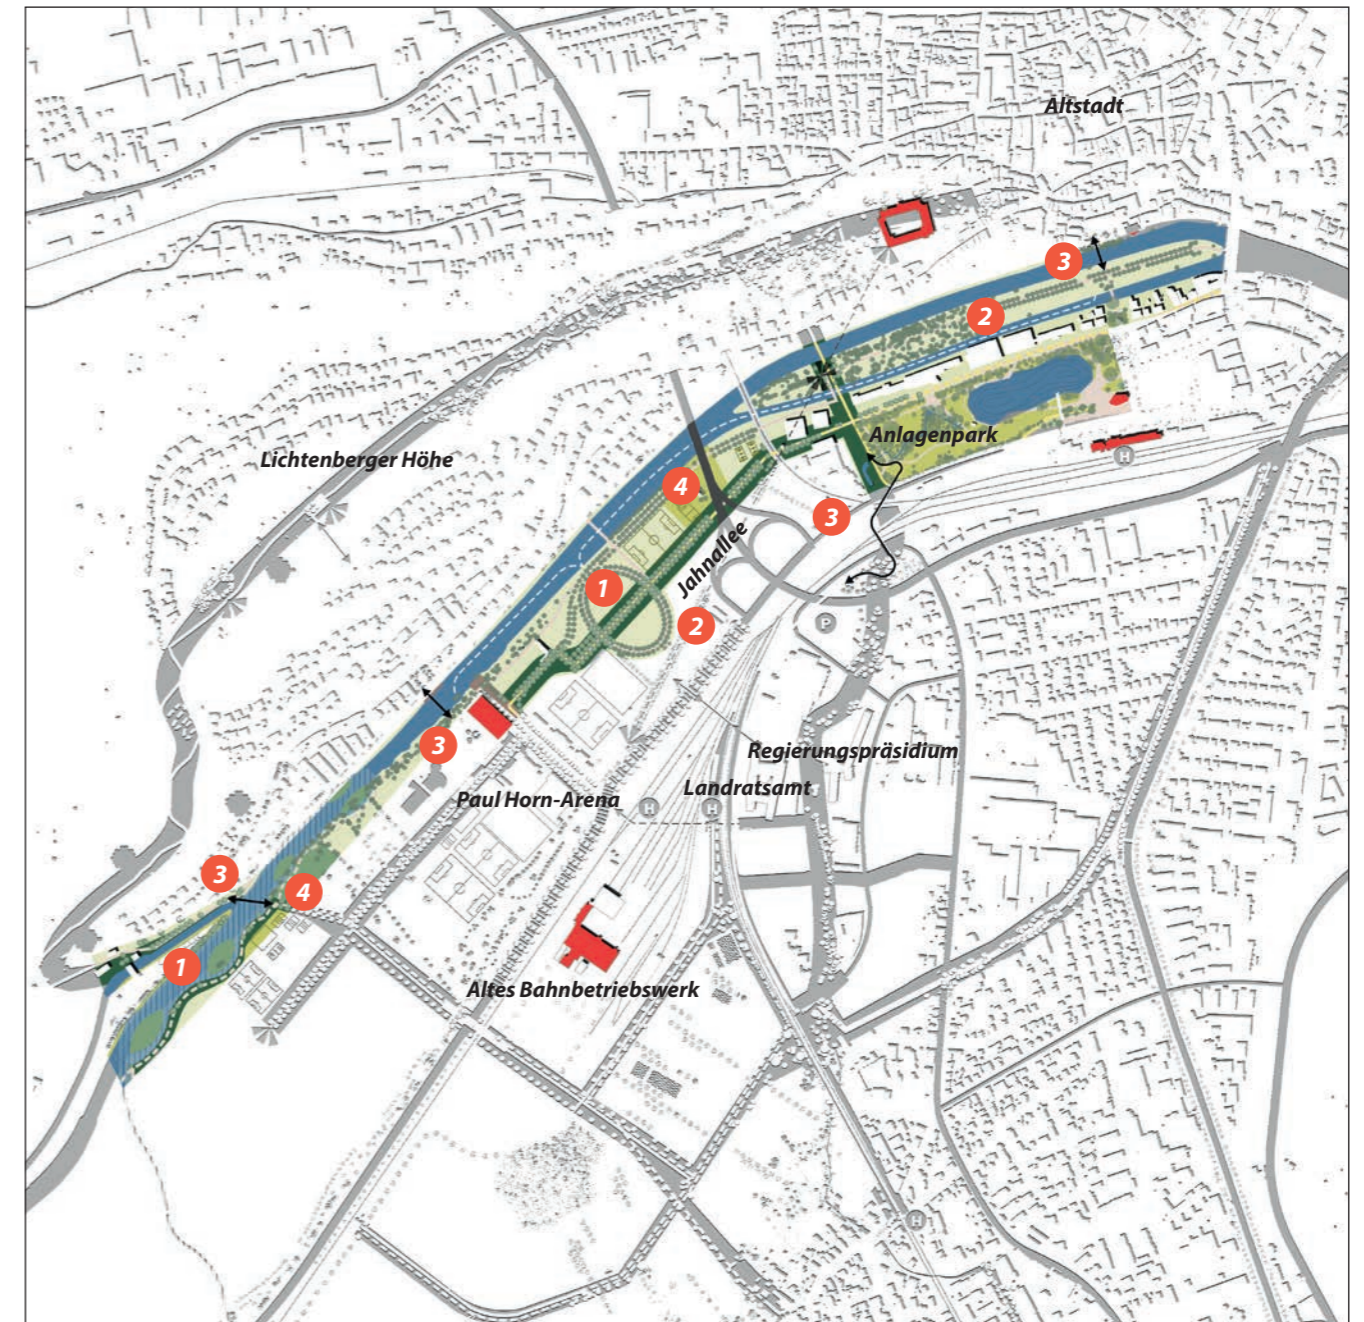 Altstadt
3
2
Anlagenpark
H
Lichtenberger Höhe
4
3
Jahnallee
1
2
P
3
Regierungspräsidium
Landratsamt
Paul Horn-Arena
H
H
3
4
1
Altes Bahnbetriebswerk
H